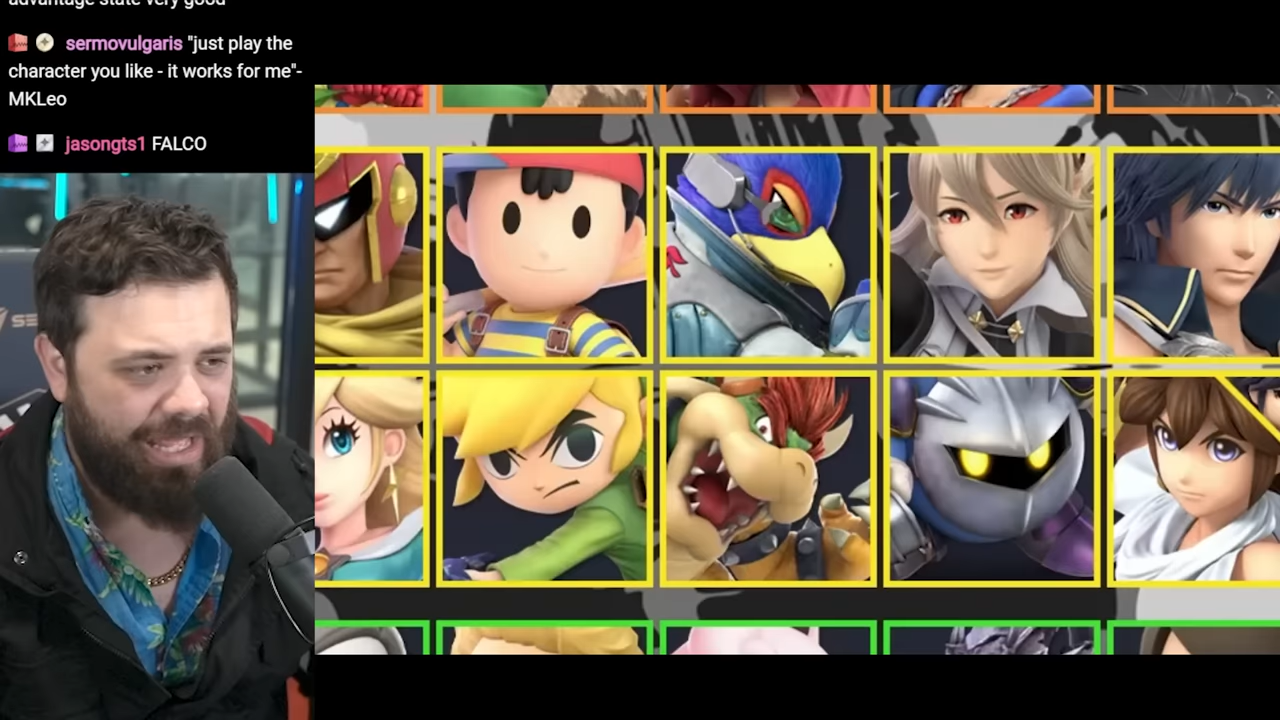 advantage state very good
sermovulgaris "just play the
character you like - it works for me"-
MKLeo
jasongts1 FALCO